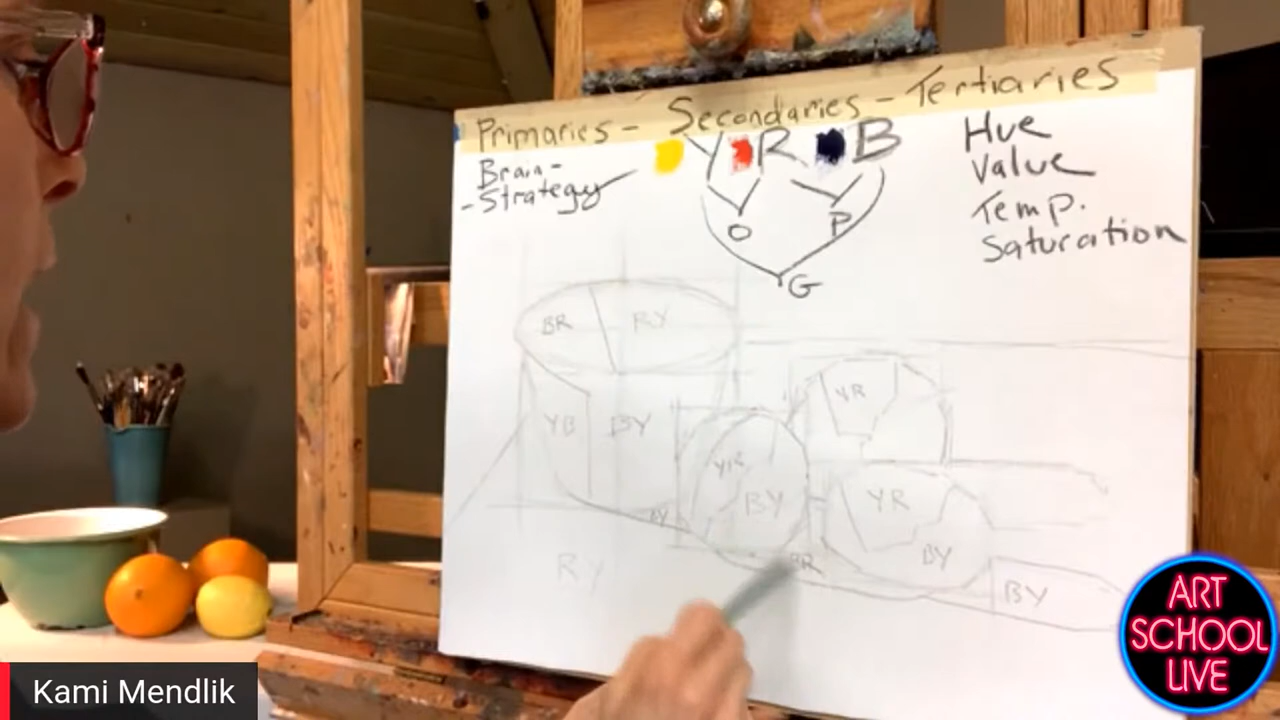 Primaries - Secondaries - Tertiaries
Brain -
- Strategy
Y R B
O P
G
Hue
Value
Temp.
Saturation
BR RY
YR
YB BY
YR
BY
YR
BY
BY
RY
BR
BY
Kami Mendlik
ART
SCHOOL
LIVE